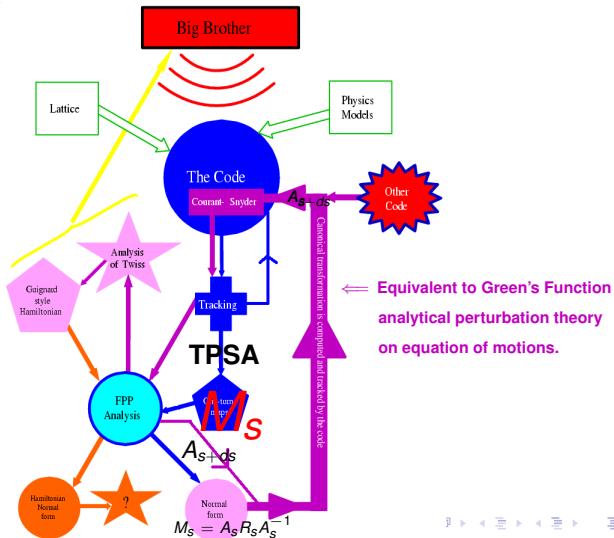 Big Brother
Lattice
Physics
Models
The Code
Courant- Snyder
A_{s+ds}
Other
Code
Analysis
of Twiss
Guignard
style
Hamiltonian
Tracking
Canonical transformation is computed and tracked by the code
⇐ Equivalent to Green's Function
analytical perturbation theory
on equation of motions.
TPSA
FPP
Analysis
M_s
A_{s+ds}
Hamiltonian
Normal
form
?
Normal
form
M_s = A_s R_s A_s^{-1}